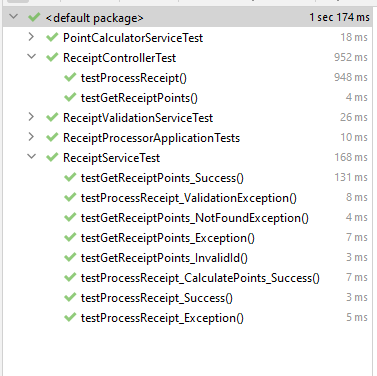 <default package> 1 sec 174 ms
PointCalculatorServiceTest 18 ms
ReceiptControllerTest 952 ms
testProcessReceipt() 948 ms
testGetReceiptPoints() 4 ms
ReceiptValidationServiceTest 26 ms
ReceiptProcessorApplicationTests 10 ms
ReceiptServiceTest 168 ms
testGetReceiptPoints_Success() 131 ms
testProcessReceipt_ValidationException() 8 ms
testGetReceiptPoints_NotFoundException() 4 ms
testGetReceiptPoints_Exception() 7 ms
testGetReceiptPoints_InvalidId() 3 ms
testProcessReceipt_CalculatePoints_Success() 7 ms
testProcessReceipt_Success() 3 ms
testProcessReceipt_Exception() 5 ms